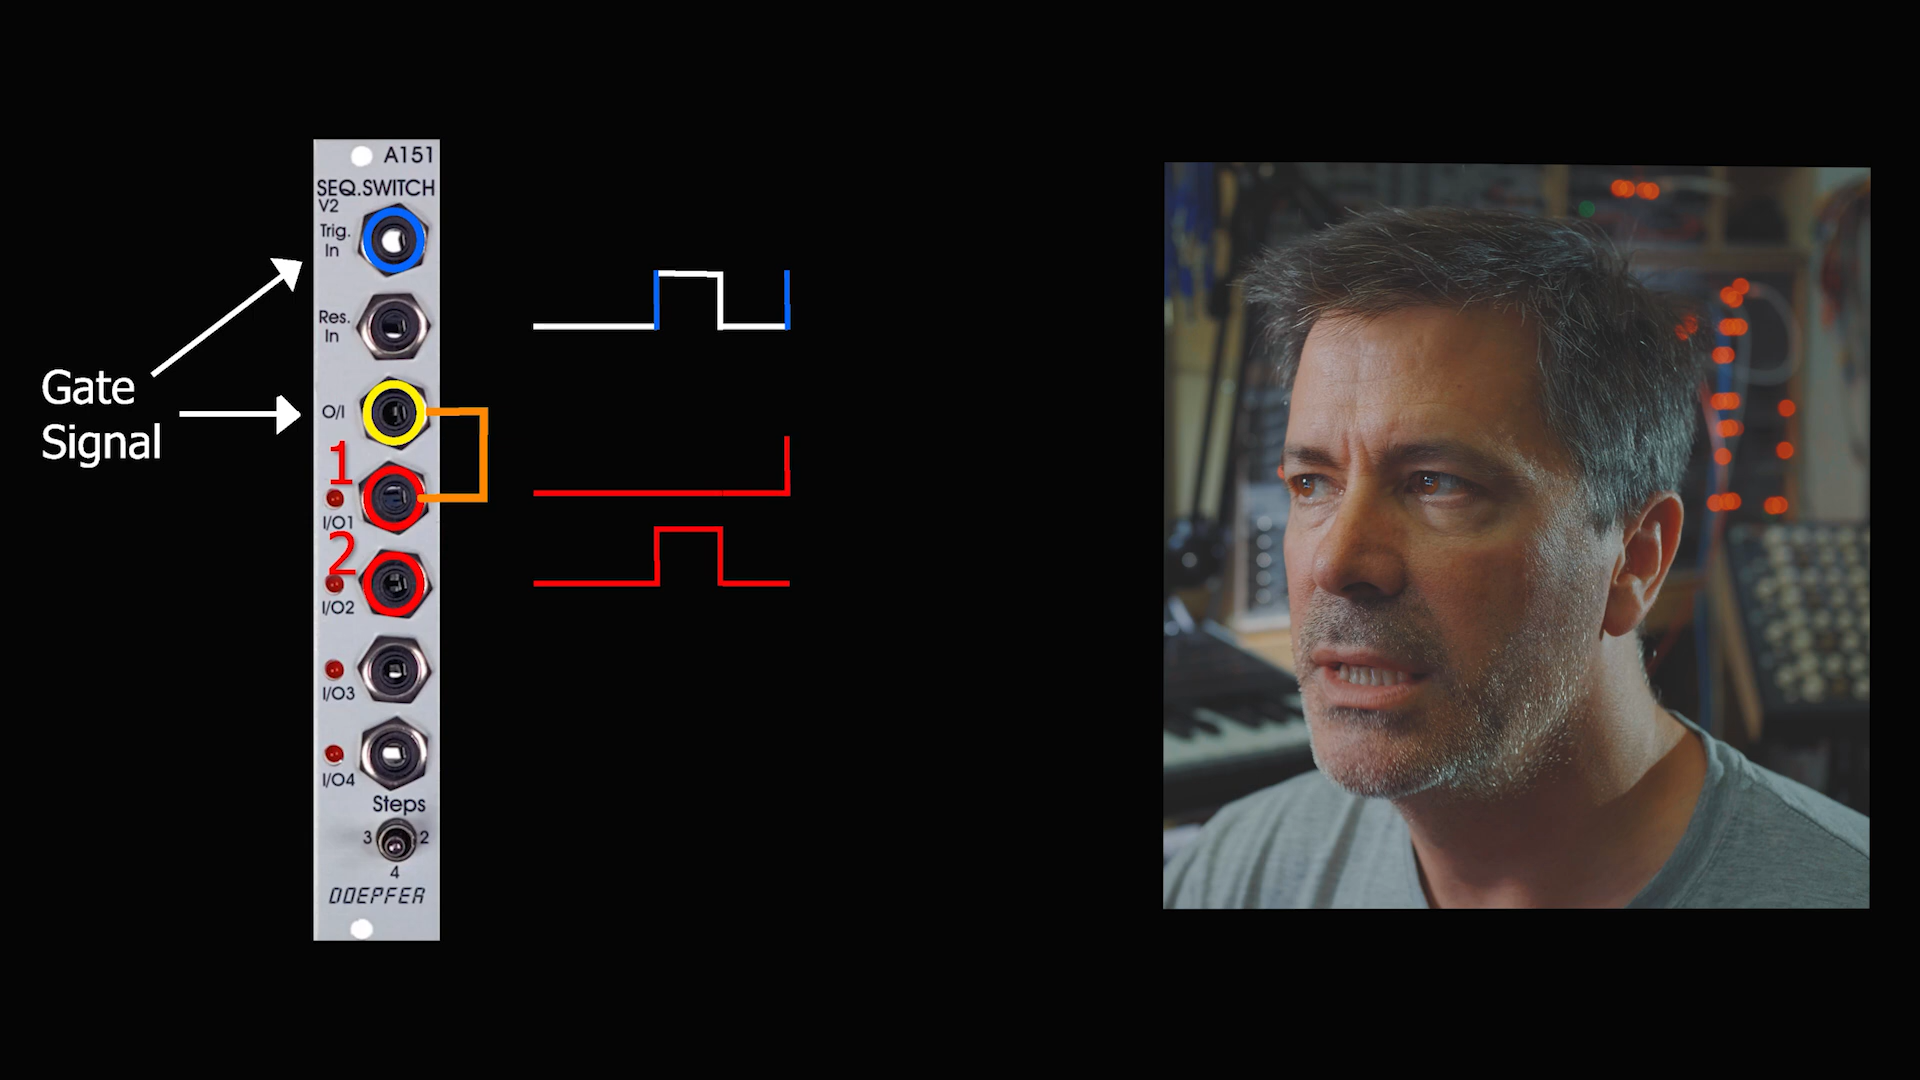 A151
SEQ.SWITCH
V2
Trig.
In
Res.
In
Gate
Signal
O/I
1
I/O1
2
I/O2
I/O3
I/O4
Steps
3 2
4
DOEPFER